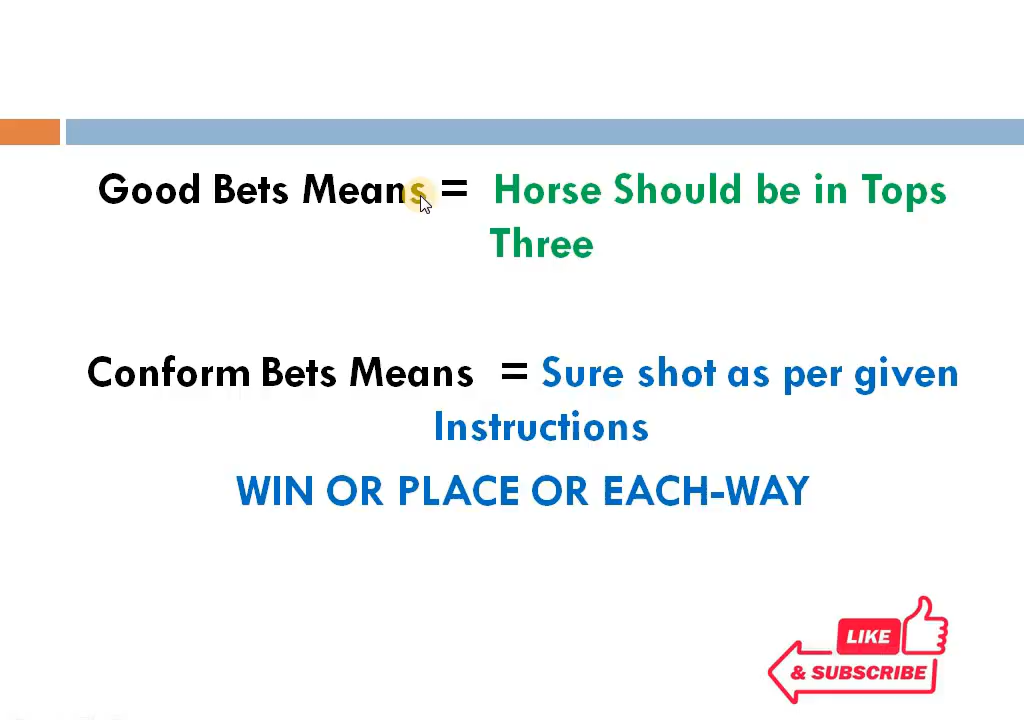 Good Bets Means = Horse Should be in Tops
Three
Conform Bets Means = Sure shot as per given
Instructions
WIN OR PLACE OR EACH-WAY
LIKE
& SUBSCRIBE